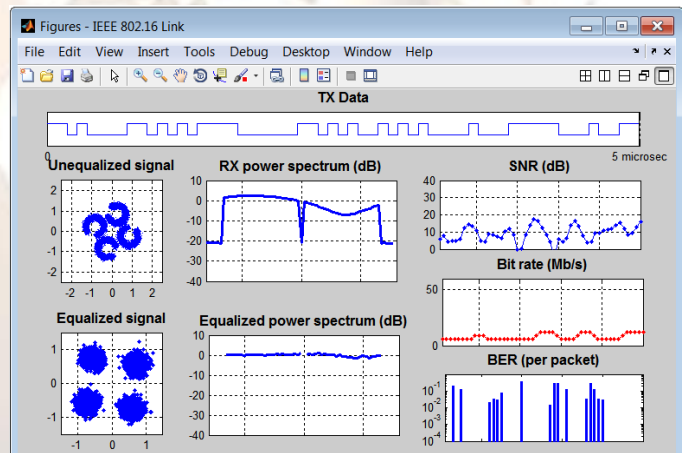 Figures - IEEE 802.16 Link
File Edit View Insert Tools Debug Desktop Window Help
TX Data
0
5 microsec
Unequalized signal
2
1
0
-1
-2
-2 -1 0 1 2
RX power spectrum (dB)
10
0
-10
-20
-30
-40
SNR (dB)
40
30
20
10
0
Bit rate (Mb/s)
50
0
Equalized signal
1
0
-1
-1 0 1
Equalized power spectrum (dB)
10
0
-10
-20
-30
-40
BER (per packet)
10-1
10-2
10-3
10-4